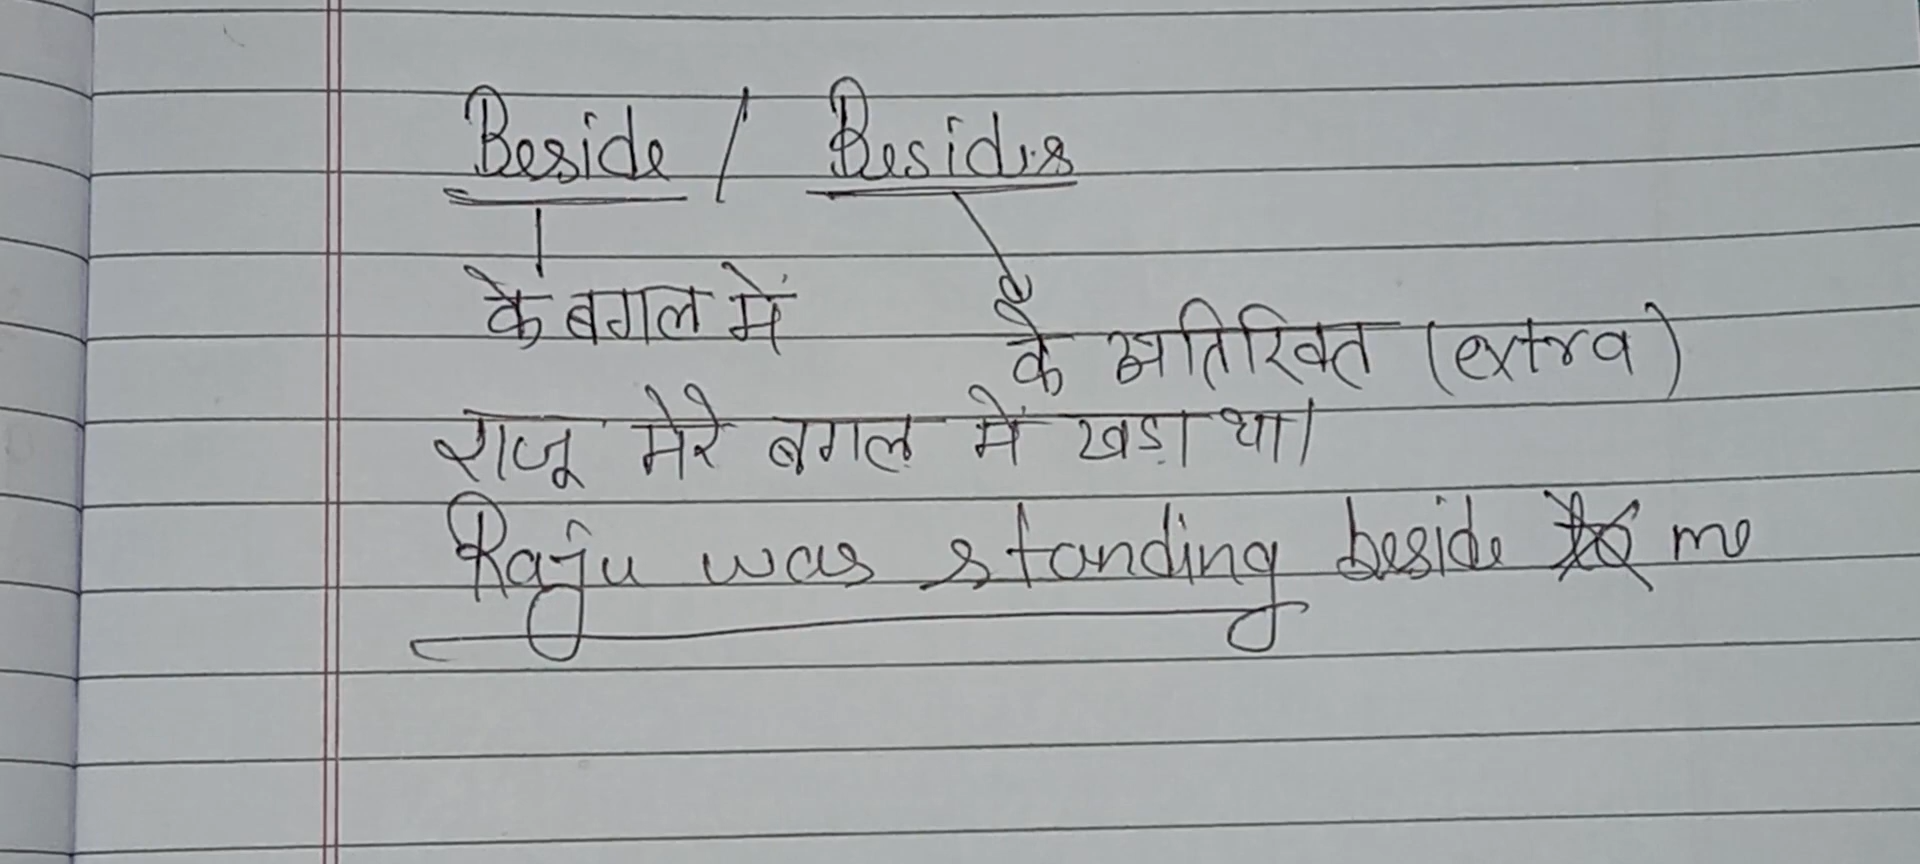 Beside / Besides
के बगल में
के अतिरिक्त (extra)
राजू मेरे बगल में खड़ा था।
Raju was standing beside me